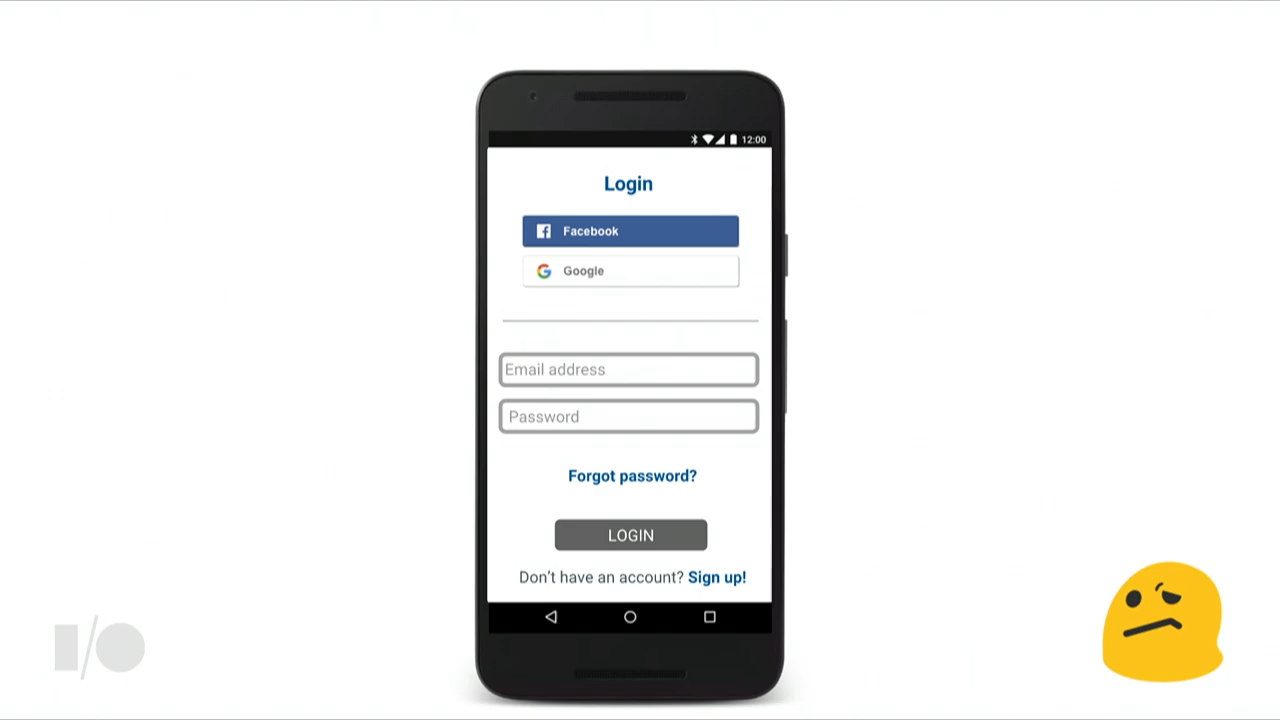 12:00
Login
Facebook
Google
Email address
Password
Forgot password?
LOGIN
Don't have an account? Sign up!
I/O